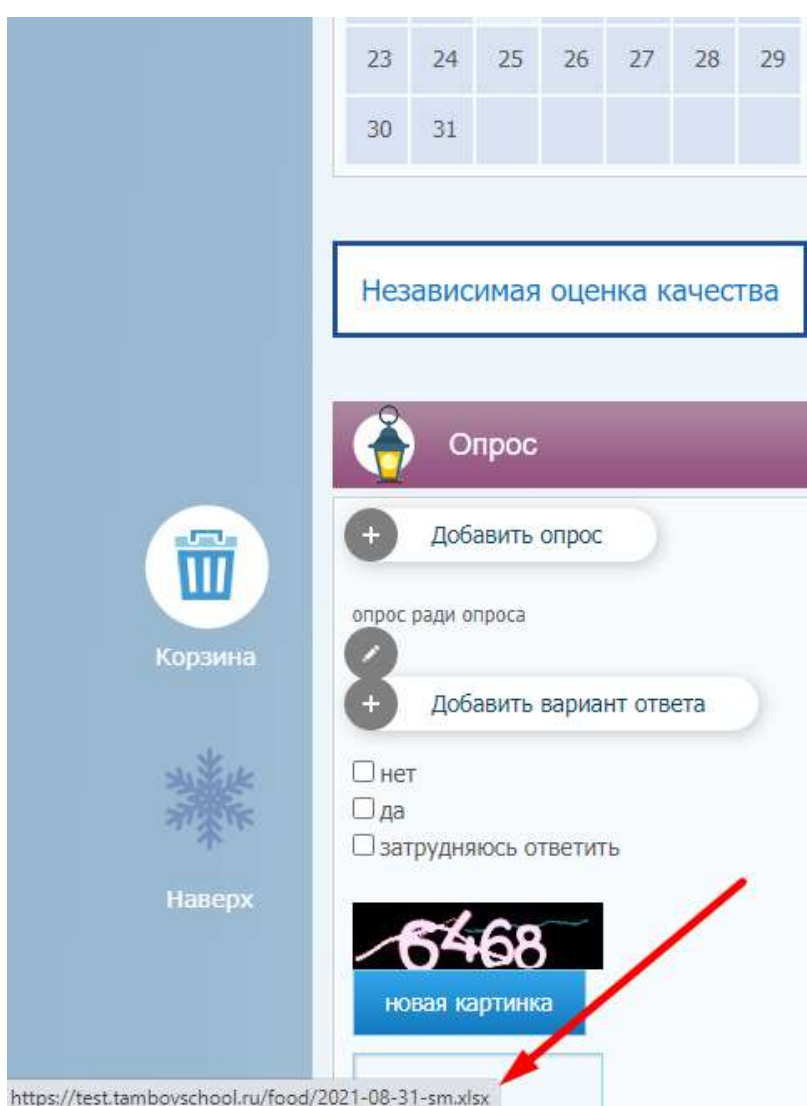 23 24 25 26 27 28 29
30 31
Независимая оценка качества
Опрос
Добавить опрос
опрос ради опроса
Корзина
Добавить вариант ответа
нет
да
затрудняюсь ответить
Наверх
6468
новая картинка
https://test.tambovschool.ru/food/2021-08-31-sm.xlsx